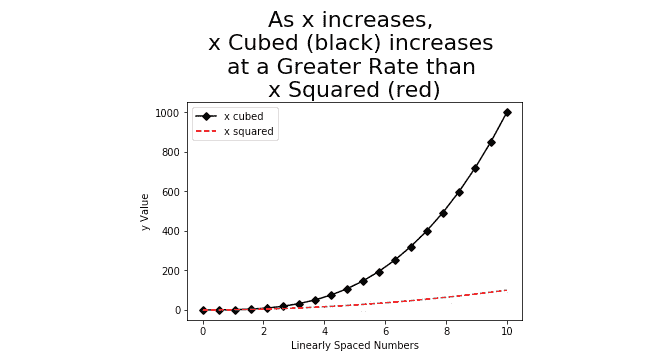 As x increases,
x Cubed (black) increases
at a Greater Rate than
x Squared (red)
x cubed
x squared
1000
800
600
400
200
0
y Value
0 2 4 6 8 10
Linearly Spaced Numbers